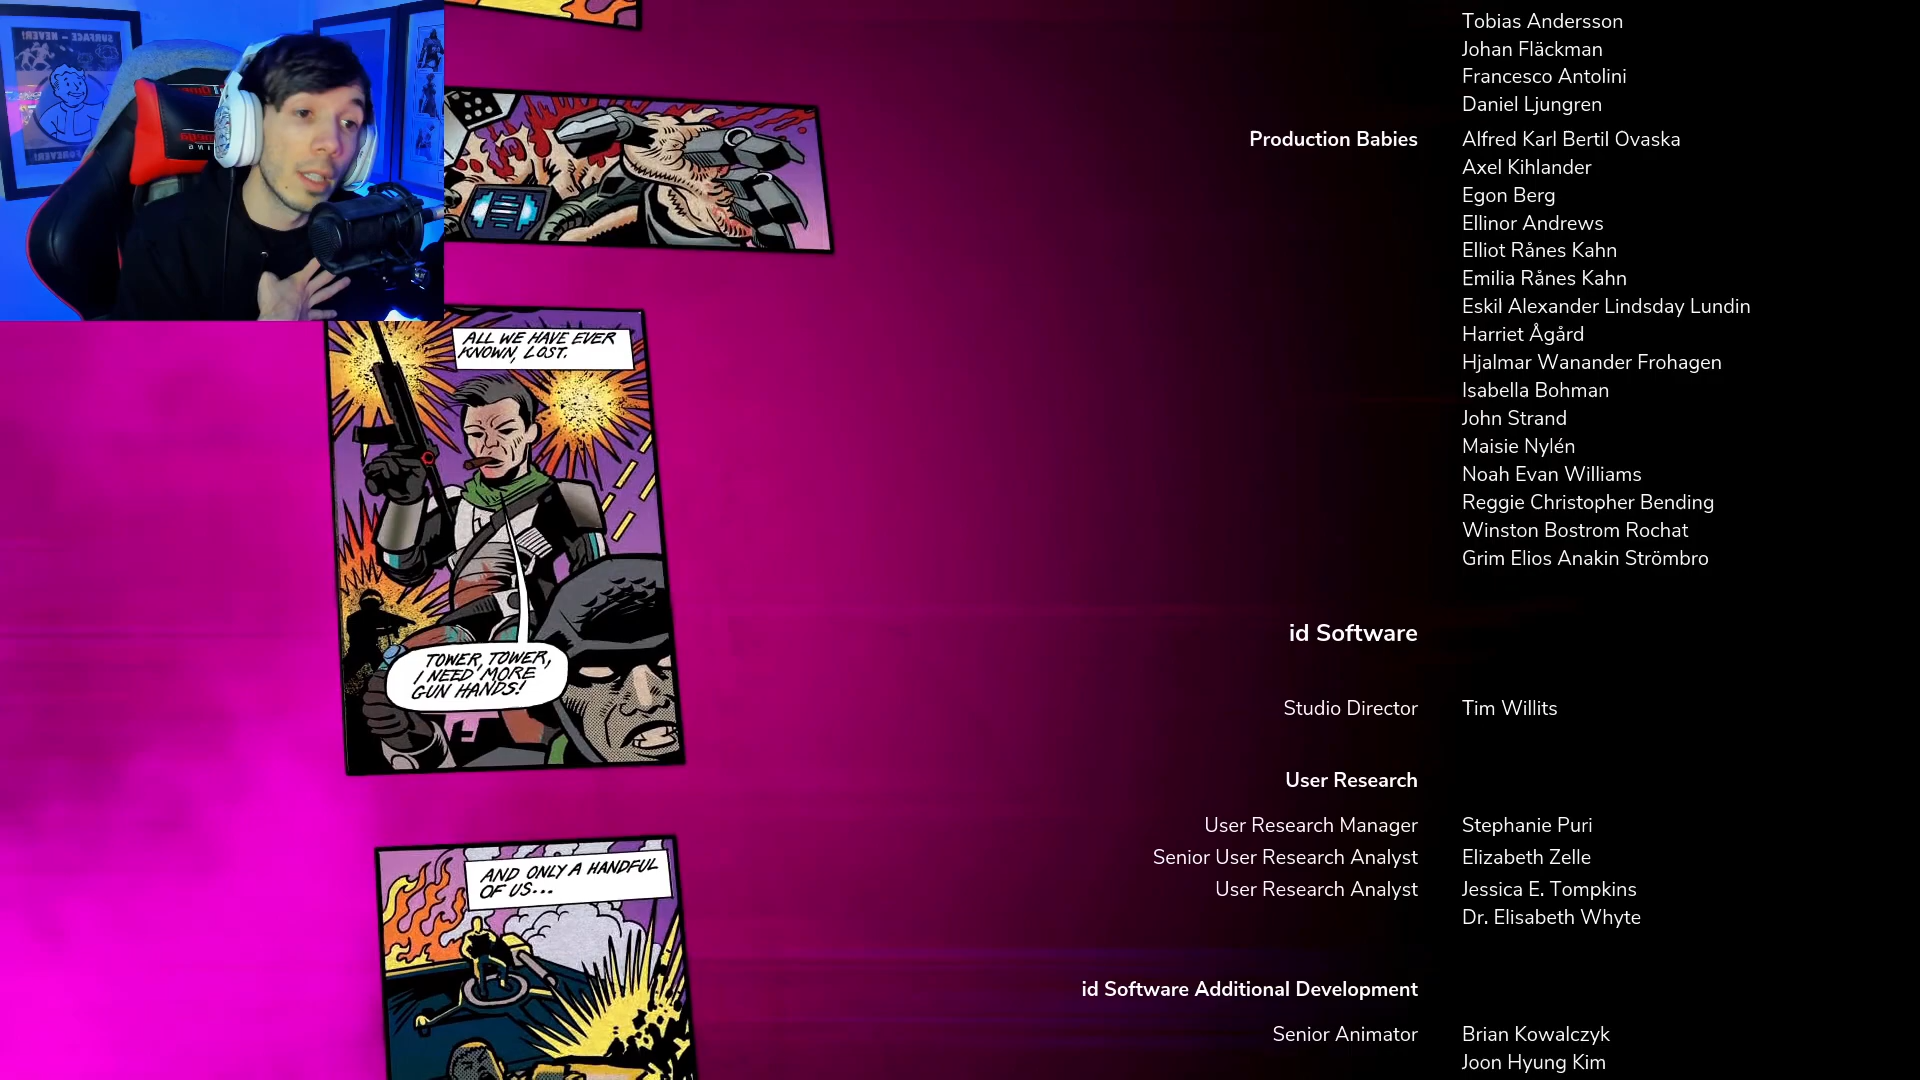 SURFACE – NEVER!
FOREVER!
ALL WE HAVE EVER
KNOWN, LOST.
TOWER, TOWER,
I NEED MORE
GUN HANDS!
AND ONLY A HANDFUL
OF US...
Tobias Andersson
Johan Fläckman
Francesco Antolini
Daniel Ljungren
Production Babies Alfred Karl Bertil Ovaska
Axel Kihlander
Egon Berg
Ellinor Andrews
Elliot Rånes Kahn
Emilia Rånes Kahn
Eskil Alexander Lindsday Lundin
Harriet Ågård
Hjalmar Wanander Frohagen
Isabella Bohman
John Strand
Maisie Nylén
Noah Evan Williams
Reggie Christopher Bending
Winston Bostrom Rochat
Grim Elios Anakin Strömbro
id Software
Studio Director Tim Willits
User Research
User Research Manager Stephanie Puri
Senior User Research Analyst Elizabeth Zelle
User Research Analyst Jessica E. Tompkins
Dr. Elisabeth Whyte
id Software Additional Development
Senior Animator Brian Kowalczyk
Joon Hyung Kim